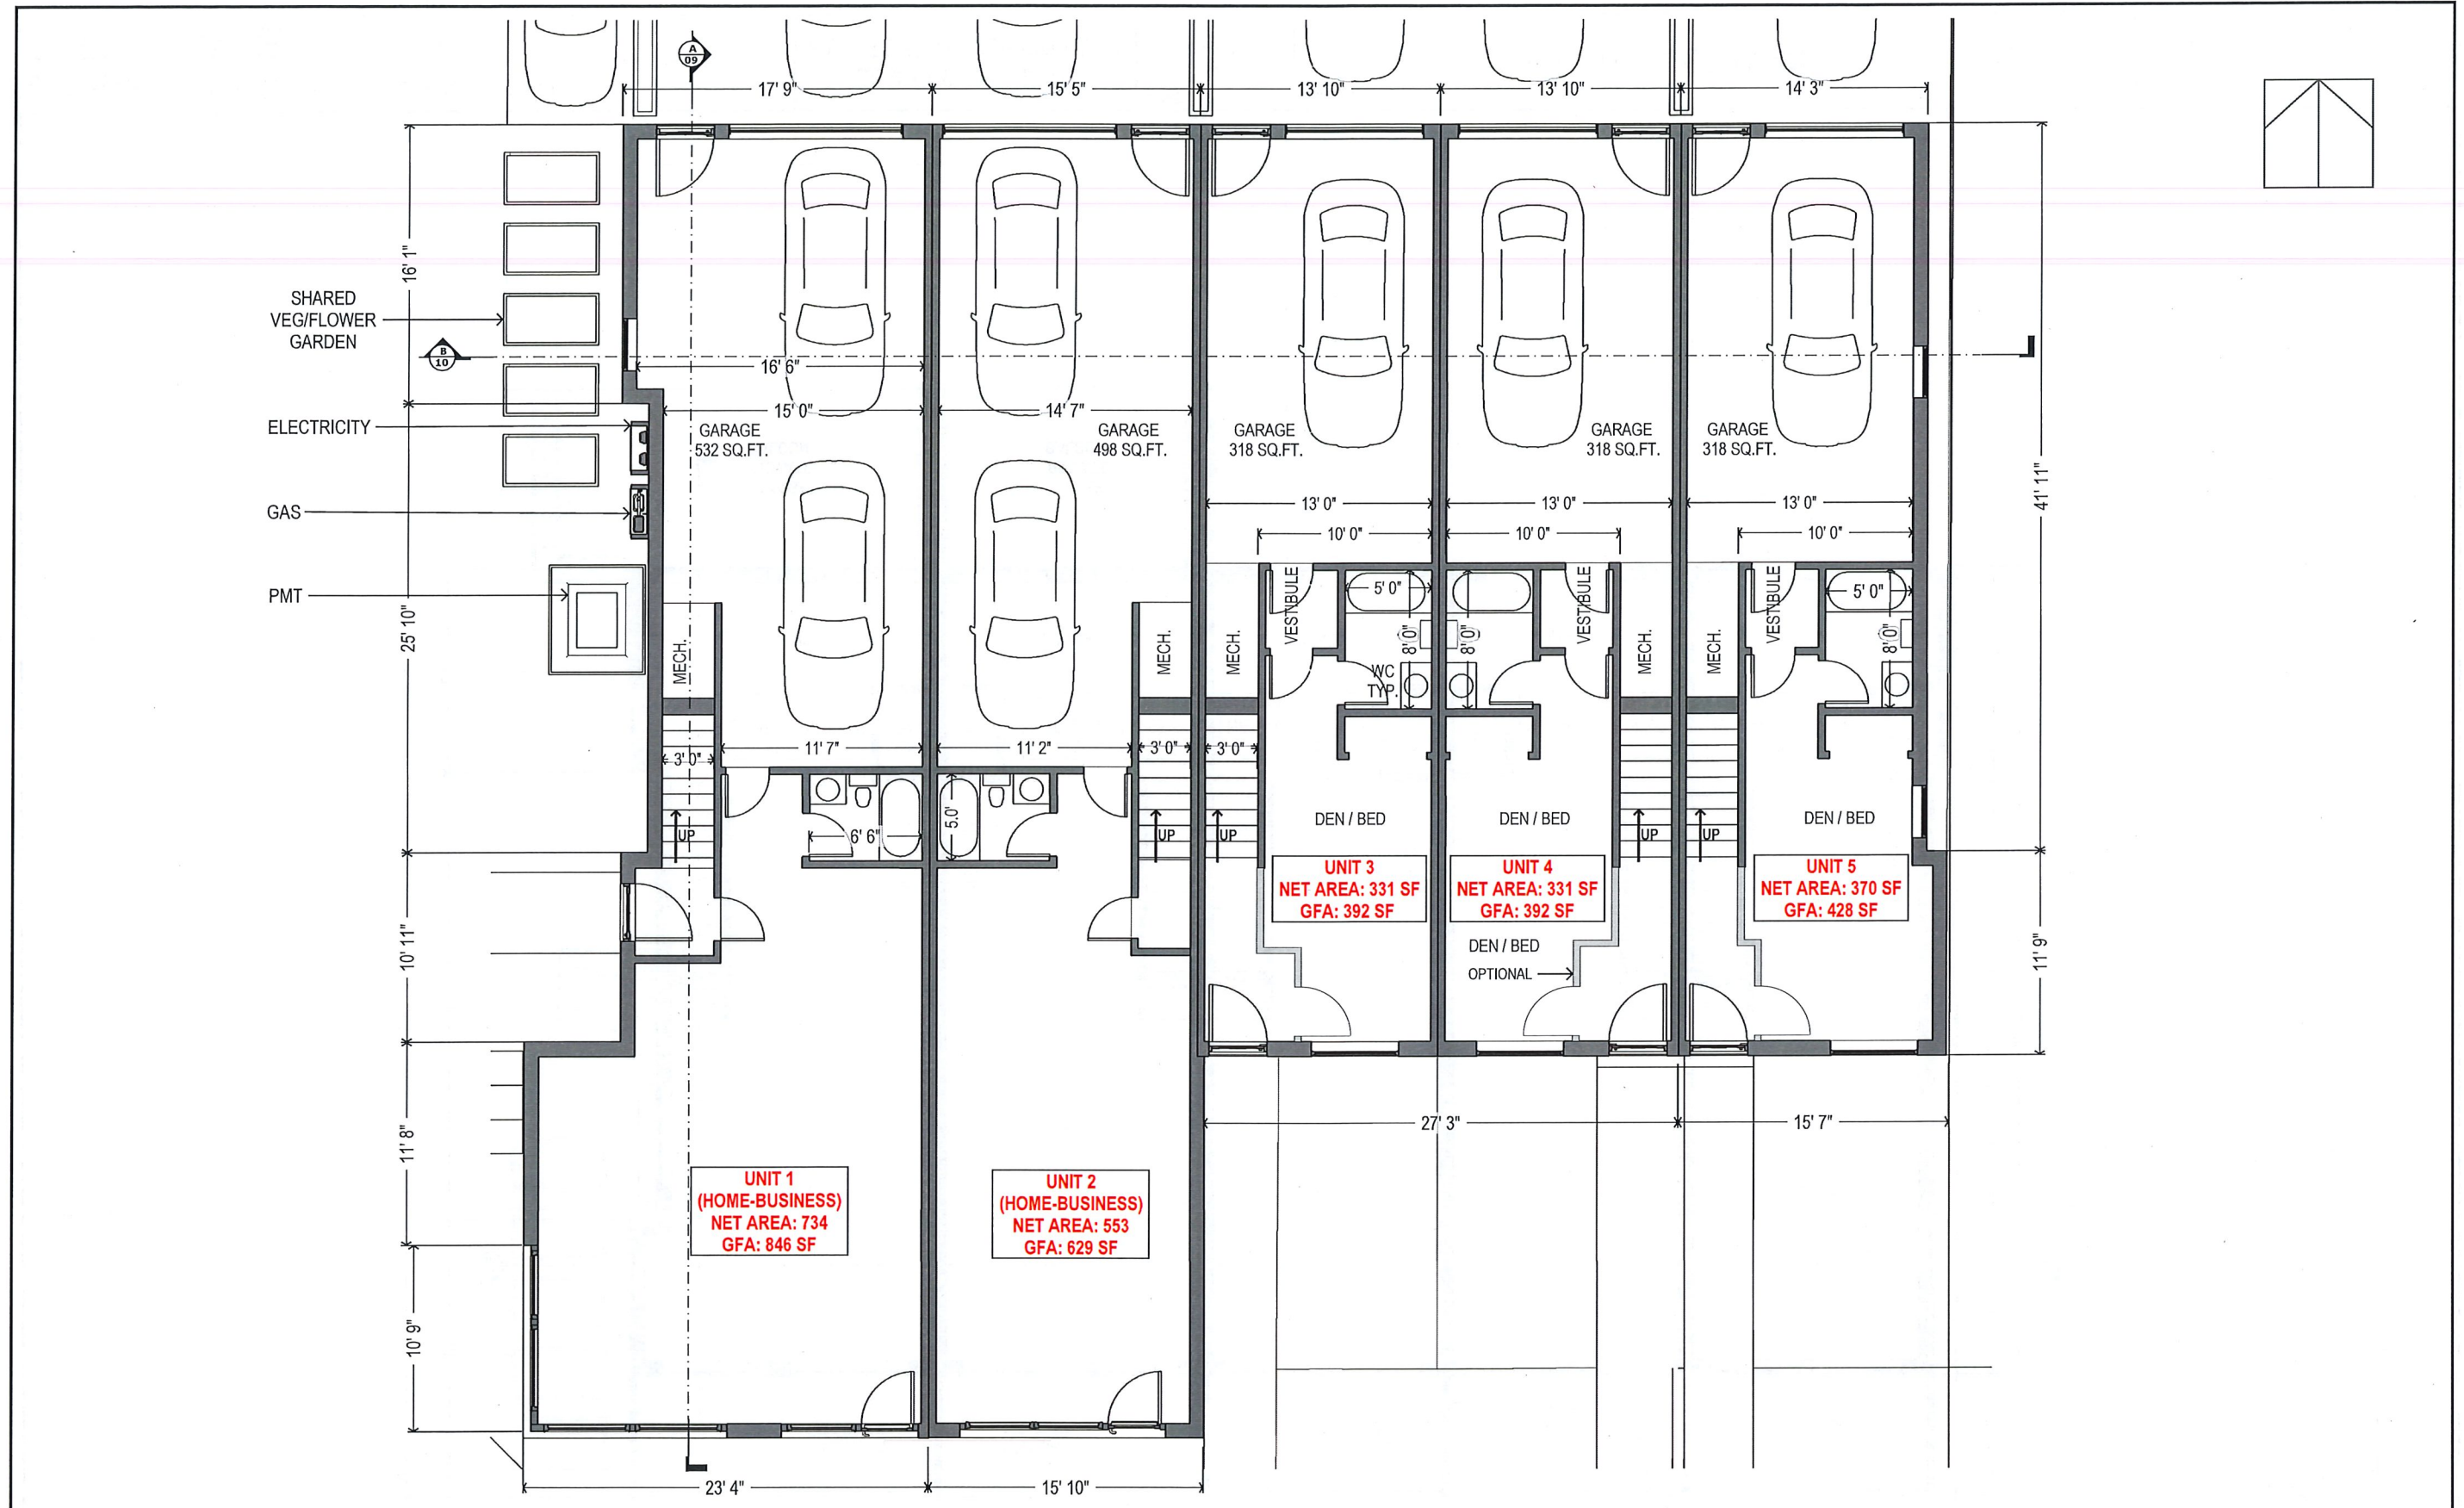 A
09
17' 9"
15' 5"
13' 10"
13' 10"
14' 3"
16' 1"
SHARED
VEG/FLOWER
GARDEN
B
10
16' 6"
15' 0"
14' 7"
ELECTRICITY
GARAGE
532 SQ.FT.
GARAGE
498 SQ.FT.
GARAGE
318 SQ.FT.
GARAGE
318 SQ.FT.
GARAGE
318 SQ.FT.
41' 11"
GAS
13' 0"
13' 0"
13' 0"
10' 0"
10' 0"
10' 0"
PMT
25' 10"
MECH.
MECH.
MECH.
VESTIBULE
5' 0"
8' 0"
WC
TYP.
8' 0"
VESTIBULE
MECH.
MECH.
VESTIBULE
5' 0"
8' 0"
3' 0"
11' 7"
11' 2"
3' 0"
3' 0"
UP
6' 6"
5.0'
UP
UP
DEN / BED
DEN / BED
UP
UP
DEN / BED
UNIT 3
NET AREA: 331 SF
GFA: 392 SF
UNIT 4
NET AREA: 331 SF
GFA: 392 SF
UNIT 5
NET AREA: 370 SF
GFA: 428 SF
10' 11"
DEN / BED
OPTIONAL
11' 9"
11' 8"
27' 3"
15' 7"
UNIT 1
(HOME-BUSINESS)
NET AREA: 734
GFA: 846 SF
UNIT 2
(HOME-BUSINESS)
NET AREA: 553
GFA: 629 SF
10' 9"
23' 4"
15' 10"